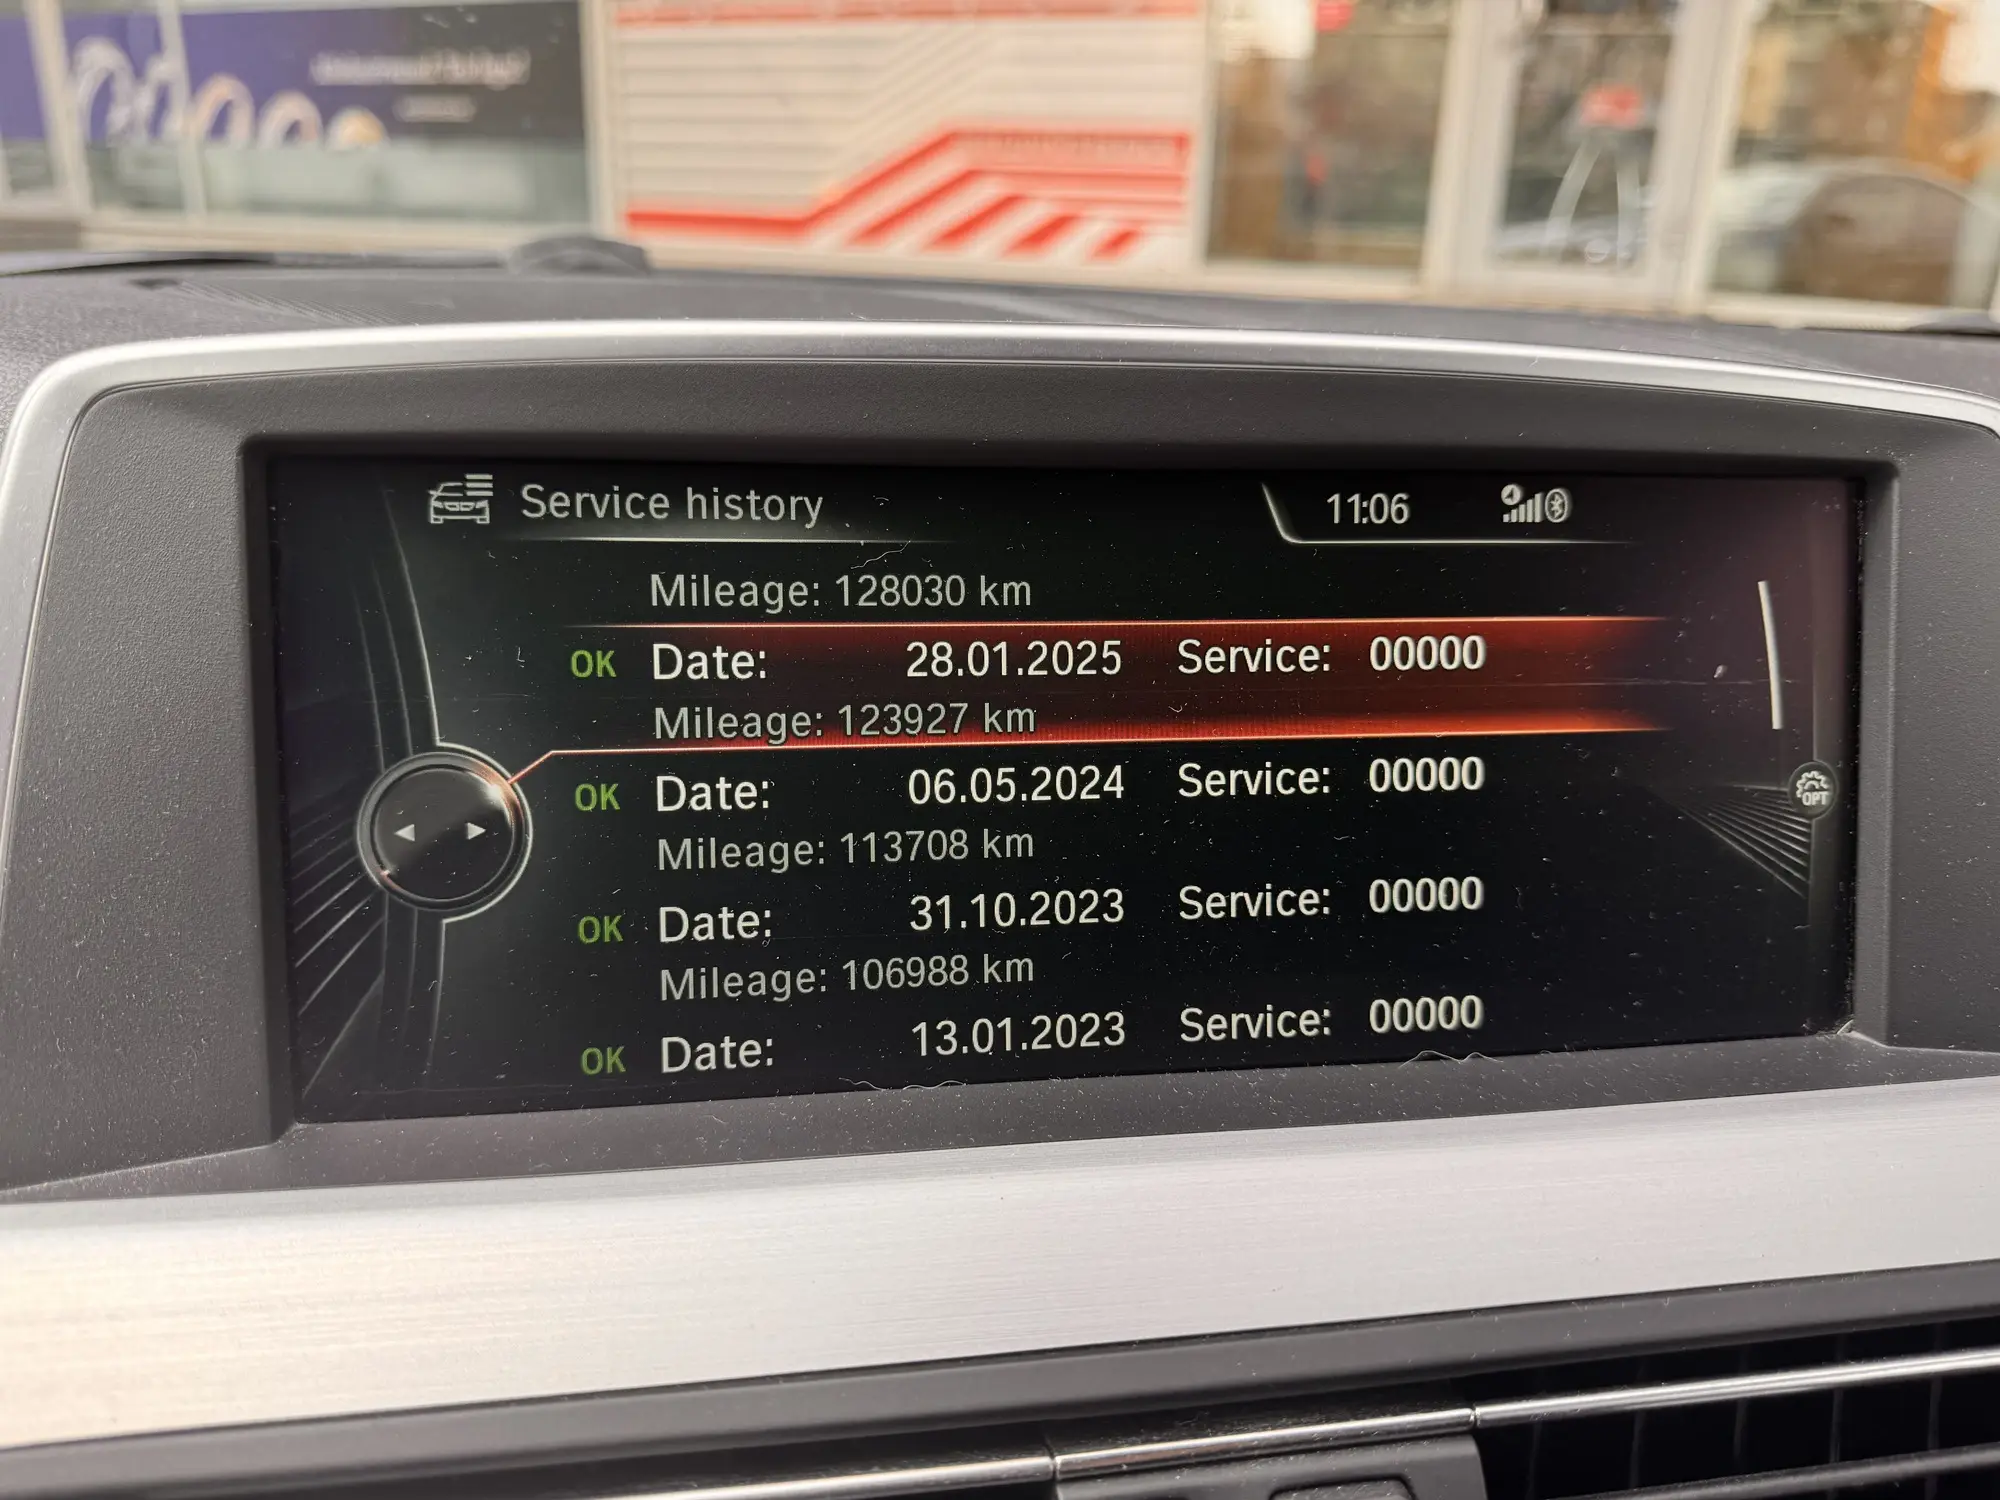 Service history 11:06
Mileage: 128030 km
OK Date: 28.01.2025 Service: 00000
Mileage: 123927 km
OK Date: 06.05.2024 Service: 00000
Mileage: 113708 km
OK Date: 31.10.2023 Service: 00000
Mileage: 106988 km
OK Date: 13.01.2023 Service: 00000
OPT